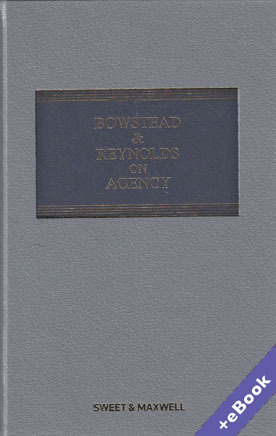 BOWSTEAD
&
REYNOLDS
ON
AGENCY
SWEET & MAXWELL
+eBook